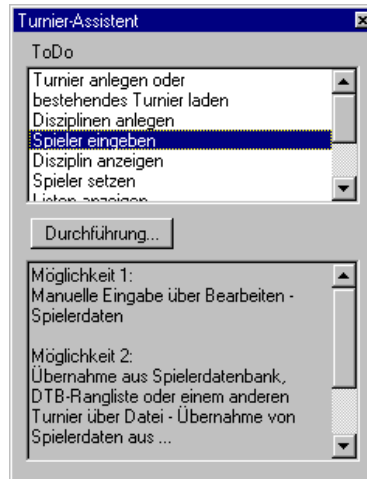 Turnier-Assistent
ToDo
Turnier anlegen oder
bestehendes Turnier laden
Disziplinen anlegen
Spieler eingeben
Disziplin anzeigen
Spieler setzen
Listen anzeigen
Durchführung...
Möglichkeit 1:
Manuelle Eingabe über Bearbeiten -
Spielerdaten
Möglichkeit 2:
Übernahme aus Spielerdatenbank,
DTB-Rangliste oder einem anderen
Turnier über Datei - Übernahme von
Spielerdaten aus ...